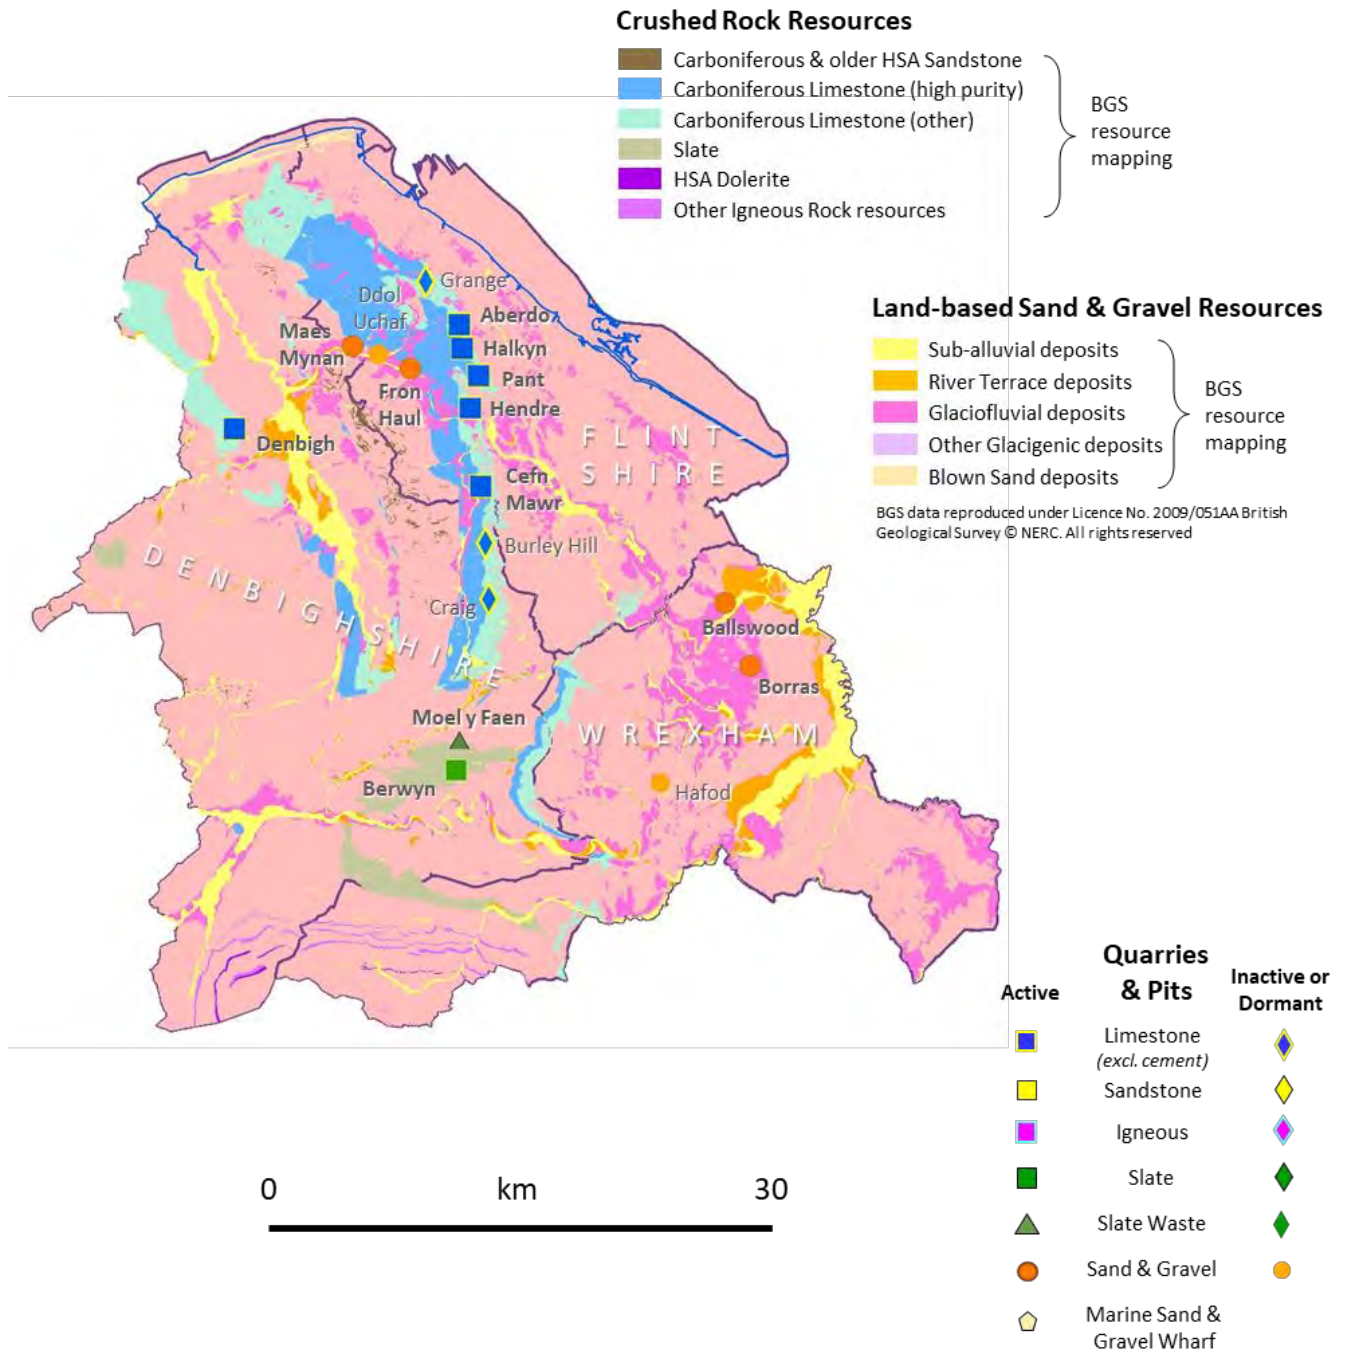 Crushed Rock Resources
Carboniferous & older HSA Sandstone
Carboniferous Limestone (high purity)
Carboniferous Limestone (other)
Slate
HSA Dolerite
Other Igneous Rock resources
BGS
resource
mapping
Land-based Sand & Gravel Resources
Sub-alluvial deposits
River Terrace deposits
Glaciofluvial deposits
Other Glacigenic deposits
Blown Sand deposits
BGS
resource
mapping
BGS data reproduced under Licence No. 2009/051AA British
Geological Survey © NERC. All rights reserved
Grange
Ddol
Uchaf
Aberdo
Maes
Mynan
Halkyn
Pant
Fron
Haul
Hendre
Denbigh
FLINT-
SHIRE
Cefn
Mawr
Burley Hill
DENBIGHSHIRE
Craig
Ballswood
Borras
Moel y Faen
WREXHAM
Berwyn
Hafod
Active
Quarries
& Pits
Inactive or
Dormant
Limestone
(excl. cement)
Sandstone
Igneous
Slate
Slate Waste
Sand & Gravel
Marine Sand &
Gravel Wharf
0 km 30